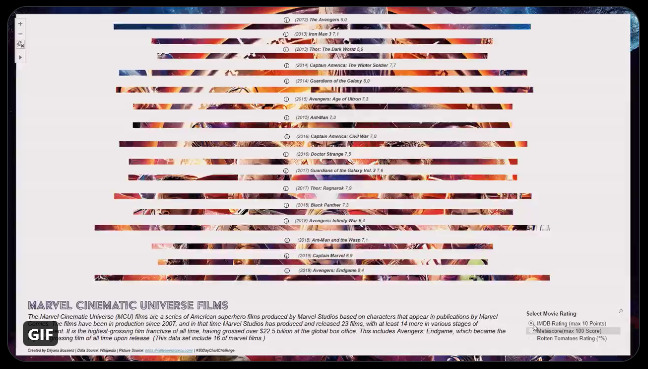 (2012) The Avengers 8.0
(2013) Iron Man 3 7.1
(2013) Thor: The Dark World 6.8
(2014) Captain America: The Winter Soldier 7.7
(2014) Guardians of the Galaxy 8.0
(2015) Avengers: Age of Ultron 7.3
(2015) Ant-Man 7.3
(2016) Captain America: Civil War 7.8
(2016) Doctor Strange 7.5
(2017) Guardians of the Galaxy Vol. 2 7.6
(2017) Thor: Ragnarok 7.9
(2018) Black Panther 7.3
(2018) Avengers: Infinity War 8.4
(2018) Ant-Man and the Wasp 7.1
(2019) Captain Marvel 6.9
(2019) Avengers: Endgame 8.4
MARVEL CINEMATIC UNIVERSE FILMS
The Marvel Cinematic Universe (MCU) films are a series of American superhero films produced by Marvel Studios based on characters that appear in publications by Marvel
films have been in production since 2007, and in that time Marvel Studios has produced and released 23 films, with at least 14 more in various stages of
It is the highest-grossing film franchise of all time, having grossed over $22.5 billion at the global box office. This includes Avengers: Endgame, which became the
film of all time upon release. (This data set include 16 of marvel films )
GIF
Data Source: Wikipedia | Picture Source:
Select Movie Rating
IMDB Rating (max 10 Points)
Metascore(max 100 Score)
Rotten Tomatoes Rating (*%)